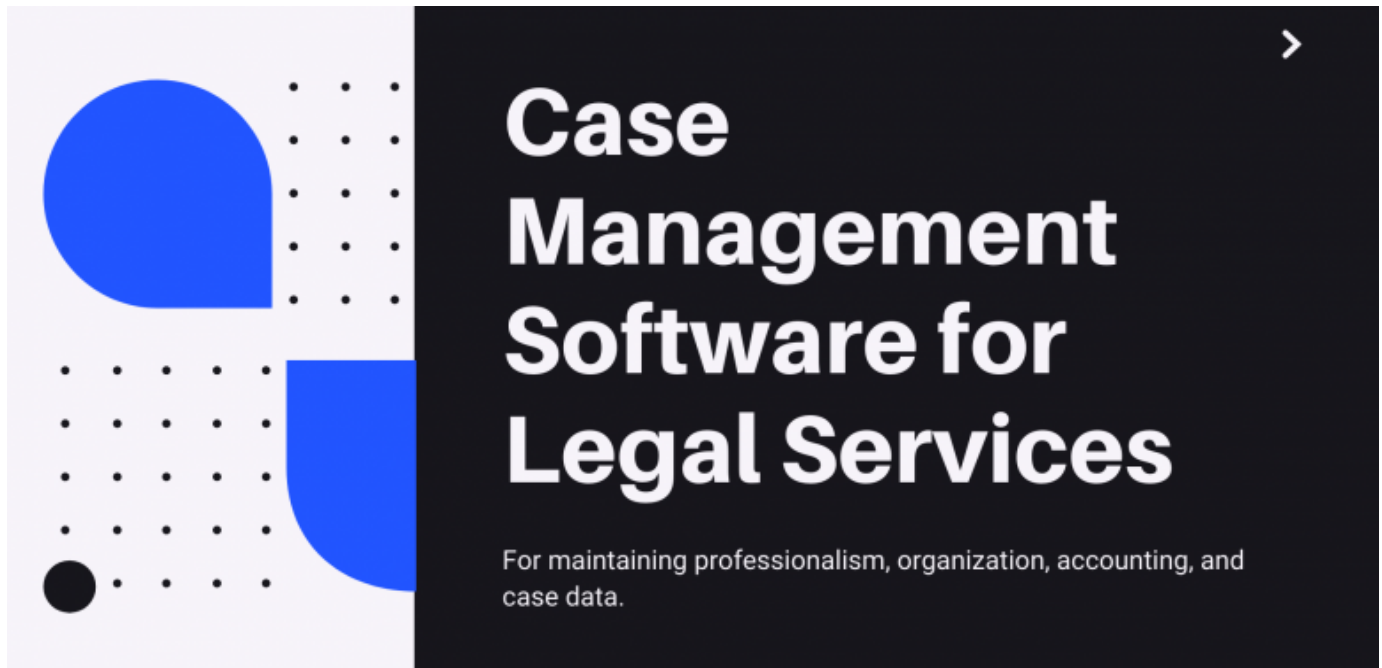 Case
Management
Software for
Legal Services
For maintaining professionalism, organization, accounting, and
case data.